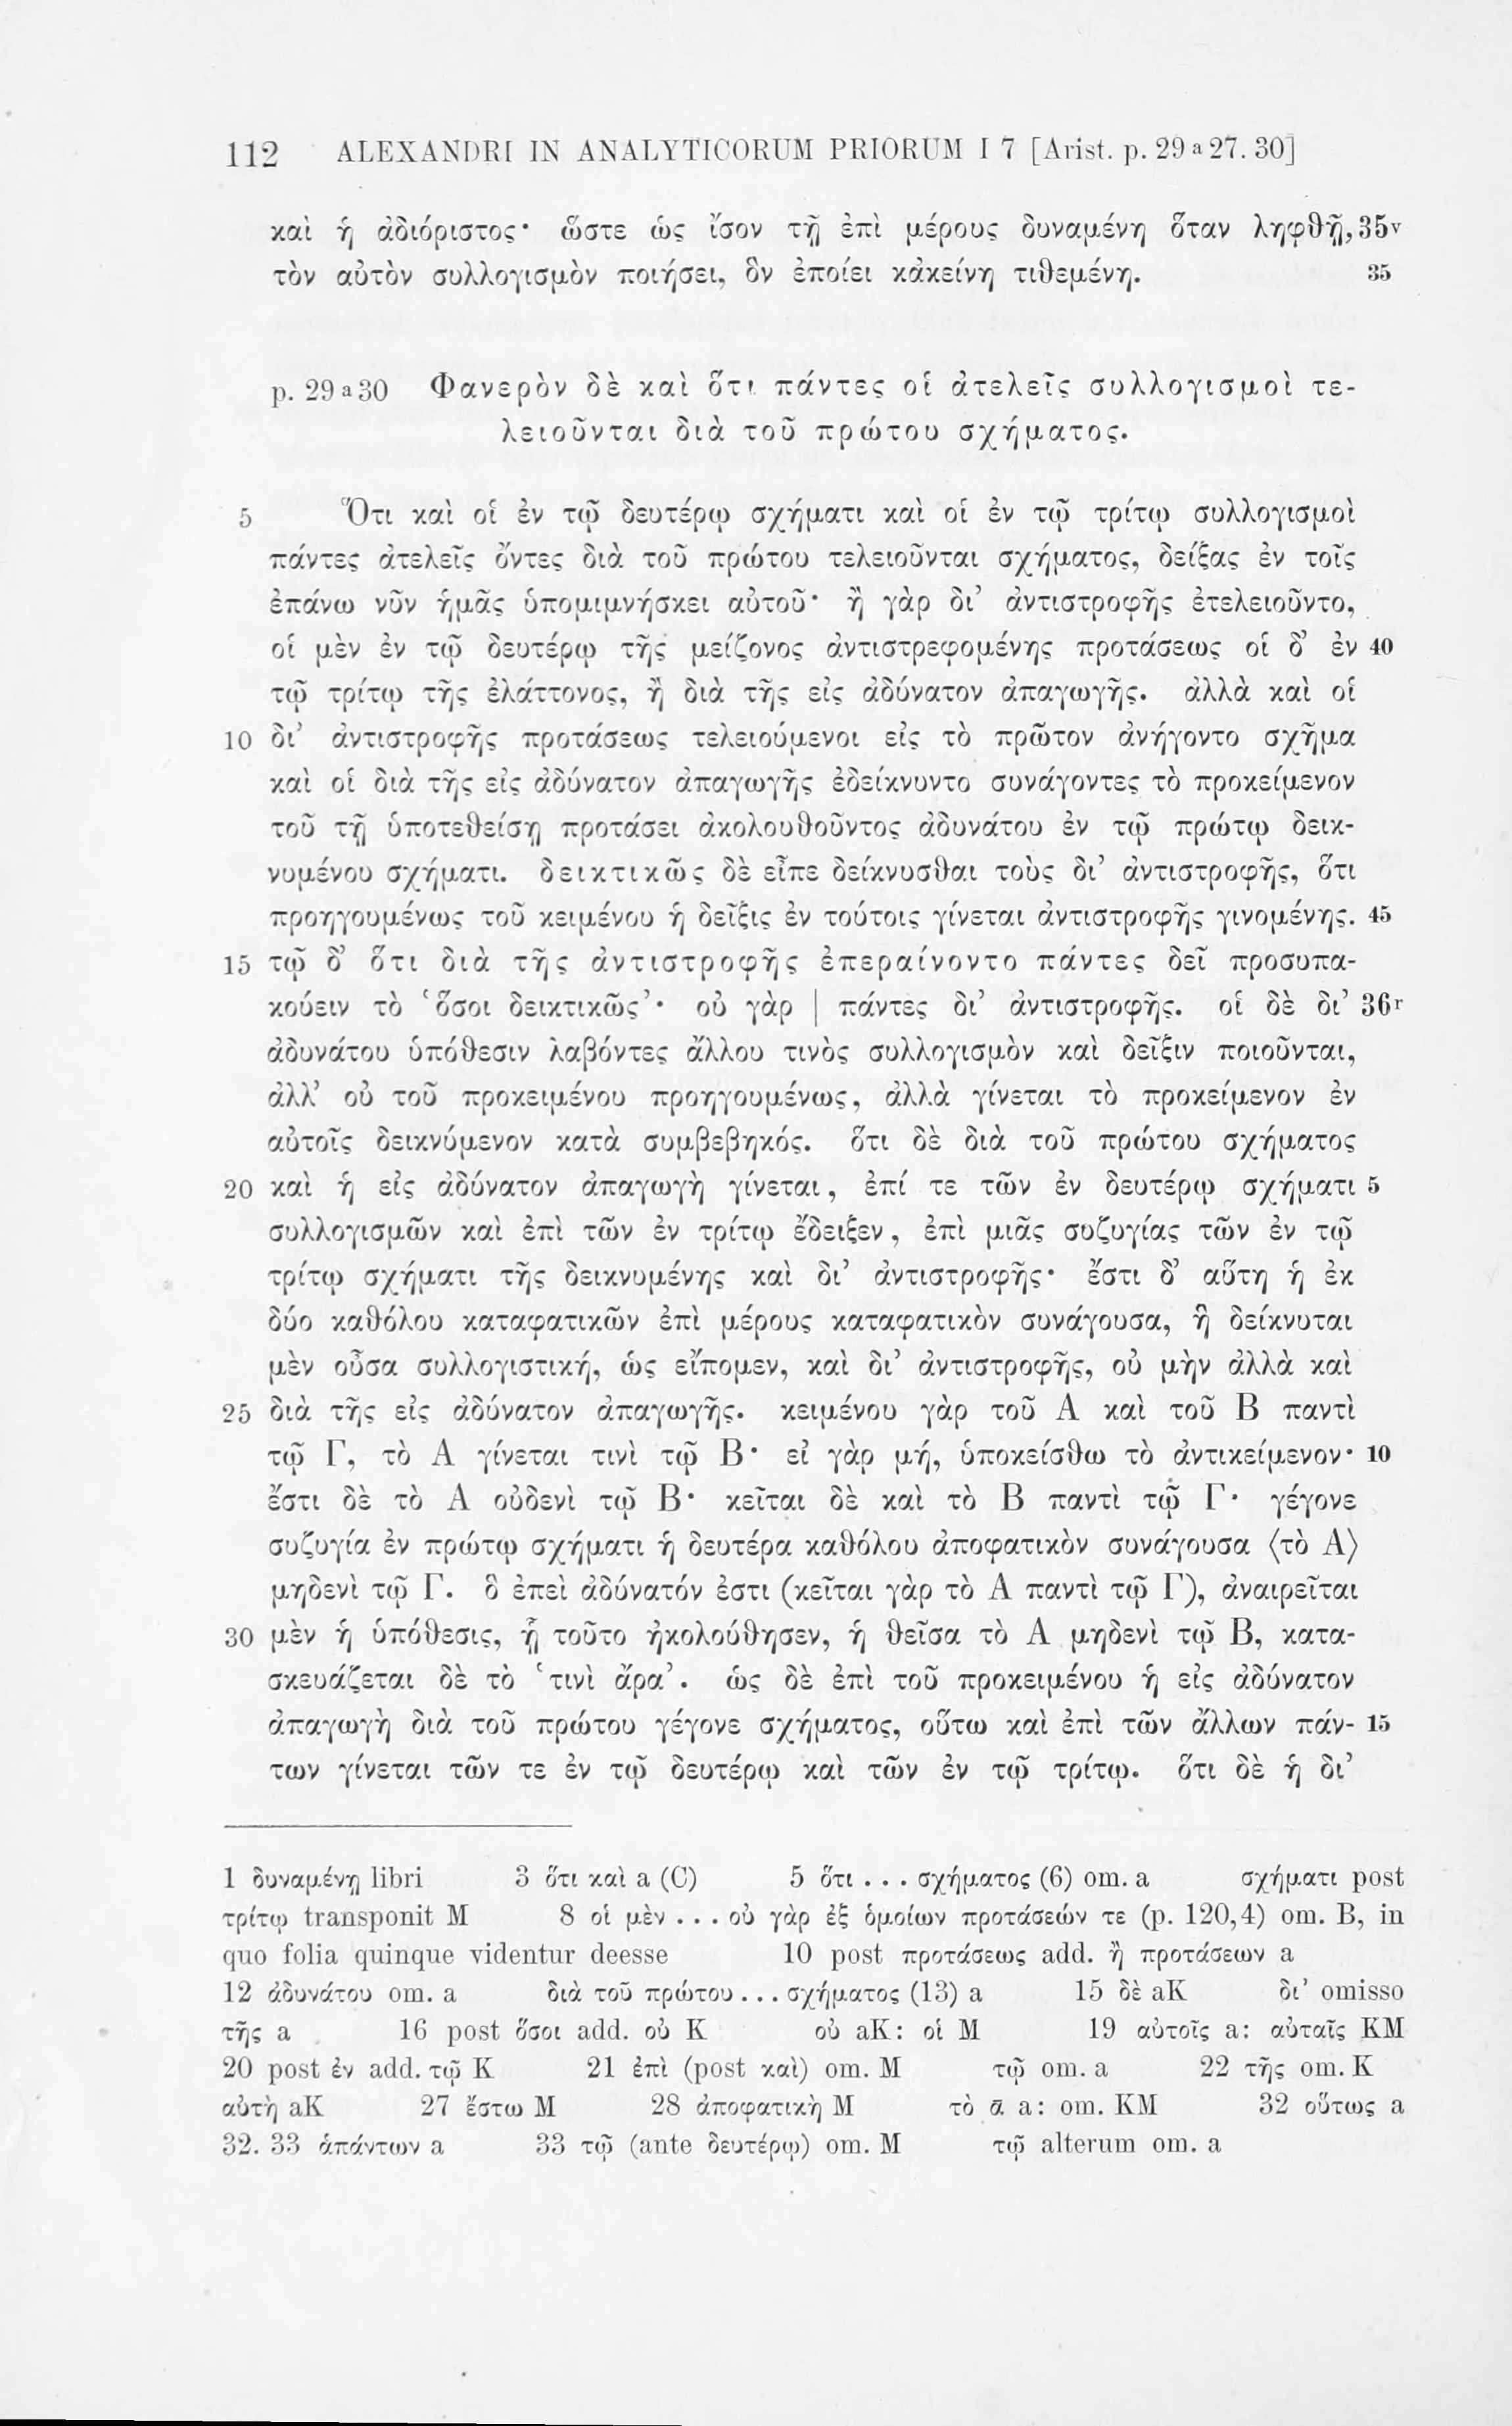 112 ALEXANDRI IN ANALYTICORUM PRIORUM I 7 [Arist. p. 29 a 27. 30]
καὶ ἡ ἀδιόριστος· ὥστε ὡς ἴσον τῇ ἐπὶ μέρους δυναμένη ὅταν ληφθῇ, 35v
τὸν αὐτὸν συλλογισμὸν ποιήσει, ὃν ἐποίει κἀκείνη τιθεμένη. 35
p. 29 a 30 Φανερὸν δὲ καὶ ὅτι πάντες οἱ ἀτελεῖς συλλογισμοὶ τε-
λειοῦνται διὰ τοῦ πρώτου σχήματος.
5 Ὅτι καὶ οἱ ἐν τῷ δευτέρῳ σχήματι καὶ οἱ ἐν τῷ τρίτῳ συλλογισμοὶ
πάντες ἀτελεῖς ὄντες διὰ τοῦ πρώτου τελειοῦνται σχήματος, δείξας ἐν τοῖς
ἐπάνω νῦν ἡμᾶς ὑπομιμνήσκει αὐτοῦ· ἢ γὰρ δι’ ἀντιστροφῆς ἐτελειοῦντο,
οἱ μὲν ἐν τῷ δευτέρῳ τῆς μείζονος ἀντιστρεφομένης προτάσεως οἱ δ’ ἐν 40
τῷ τρίτῳ τῆς ἐλάττονος, ἢ διὰ τῆς εἰς ἀδύνατον ἀπαγωγῆς. ἀλλὰ καὶ οἱ
10 δι’ ἀντιστροφῆς προτάσεως τελειούμενοι εἰς τὸ πρῶτον ἀνήγοντο σχῆμα
καὶ οἱ διὰ τῆς εἰς ἀδύνατον ἀπαγωγῆς ἐδείκνυντο συνάγοντες τὸ προκείμενον
τοῦ τῇ ὑποτεθείσῃ προτάσει ἀκολουθοῦντος ἀδυνάτου ἐν τῷ πρώτῳ δεικ-
νυμένου σχήματι. δεικτικῶς δὲ εἶπε δείκνυσθαι τοὺς δι’ ἀντιστροφῆς, ὅτι
προηγουμένως τοῦ κειμένου ἡ δεῖξις ἐν τούτοις γίνεται ἀντιστροφῆς γινομένης. 45
15 τῷ δ’ ὅτι διὰ τῆς ἀντιστροφῆς ἐπεραίνοντο πάντες δεῖ προσυπα-
κούειν τὸ ‘ὅσοι δεικτικῶς’· οὐ γὰρ | πάντες δι’ ἀντιστροφῆς. οἱ δὲ δι’ 36r
ἀδυνάτου ὑπόθεσιν λαβόντες ἄλλου τινὸς συλλογισμὸν καὶ δεῖξιν ποιοῦνται,
ἀλλ’ οὐ τοῦ προκειμένου προηγουμένως, ἀλλὰ γίνεται τὸ προκείμενον ἐν
αὐτοῖς δεικνύμενον κατὰ συμβεβηκός. ὅτι δὲ διὰ τοῦ πρώτου σχήματος
20 καὶ ἡ εἰς ἀδύνατον ἀπαγωγὴ γίνεται, ἐπί τε τῶν ἐν δευτέρῳ σχήματι 5
συλλογισμῶν καὶ ἐπὶ τῶν ἐν τρίτῳ ἔδειξεν, ἐπὶ μιᾶς συζυγίας τῶν ἐν τῷ
τρίτῳ σχήματι τῆς δεικνυμένης καὶ δι’ ἀντιστροφῆς· ἔστι δ’ αὕτη ἡ ἐκ
δύο καθόλου καταφατικῶν ἐπὶ μέρους καταφατικὸν συνάγουσα, ἣ δείκνυται
μὲν οὖσα συλλογιστική, ὡς εἴπομεν, καὶ δι’ ἀντιστροφῆς, οὐ μὴν ἀλλὰ καὶ
25 διὰ τῆς εἰς ἀδύνατον ἀπαγωγῆς. κειμένου γὰρ τοῦ Α καὶ τοῦ Β παντὶ
τῷ Γ, τὸ Α γίνεται τινὶ τῷ Β· εἰ γὰρ μή, ὑποκείσθω τὸ ἀντικείμενον· 10
ἔστι δὲ τὸ Α οὐδενὶ τῷ Β· κεῖται δὲ καὶ τὸ Β παντὶ τῷ Γ· γέγονε
συζυγία ἐν πρώτῳ σχήματι ἡ δευτέρα καθόλου ἀποφατικὸν συνάγουσα ⟨τὸ Α⟩
μηδενὶ τῷ Γ. ὃ ἐπεὶ ἀδύνατόν ἐστι (κεῖται γὰρ τὸ Α παντὶ τῷ Γ), ἀναιρεῖται
30 μὲν ἡ ὑπόθεσις, ᾗ τοῦτο ἠκολούθησεν, ἡ θεῖσα τὸ Α μηδενὶ τῷ Β, κατα-
σκευάζεται δὲ τὸ ‘τινὶ ἄρα’. ὡς δὲ ἐπὶ τοῦ προκειμένου ἡ εἰς ἀδύνατον
ἀπαγωγὴ διὰ τοῦ πρώτου γέγονε σχήματος, οὕτω καὶ ἐπὶ τῶν ἄλλων πάν- 15
των γίνεται τῶν τε ἐν τῷ δευτέρῳ καὶ τῶν ἐν τῷ τρίτῳ. ὅτι δὲ ἡ δι’
1 δυναμένῃ libri 3 ὅτι καὶ a (C) 5 ὅτι . . . σχήματος (6) om. a σχήματι post
τρίτῳ transponit M 8 οἱ μὲν . . . οὐ γὰρ ἐξ ὁμοίων προτάσεών τε (p. 120,4) om. B, in
quo folia quinque videntur deesse 10 post προτάσεως add. ἢ προτάσεων a
12 ἀδυνάτου om. a διὰ τοῦ πρώτου . . . σχήματος (13) a 15 δὲ aK δι’ omisso
τῆς a 16 post ὅσοι add. οὐ K οὐ aK: οἱ M 19 αὐτοῖς a: αὐταῖς KM
20 post ἐν add. τῷ K 21 ἐπὶ (post καὶ) om. M τῷ om. a 22 τῆς om. K
αὐτὴ aK 27 ἔστω M 28 ἀποφατικὴ M τὸ ᾱ a: om. KM 32 οὕτως a
32. 33 ἁπάντων a 33 τῷ (ante δευτέρῳ) om. M τῷ alterum om. a